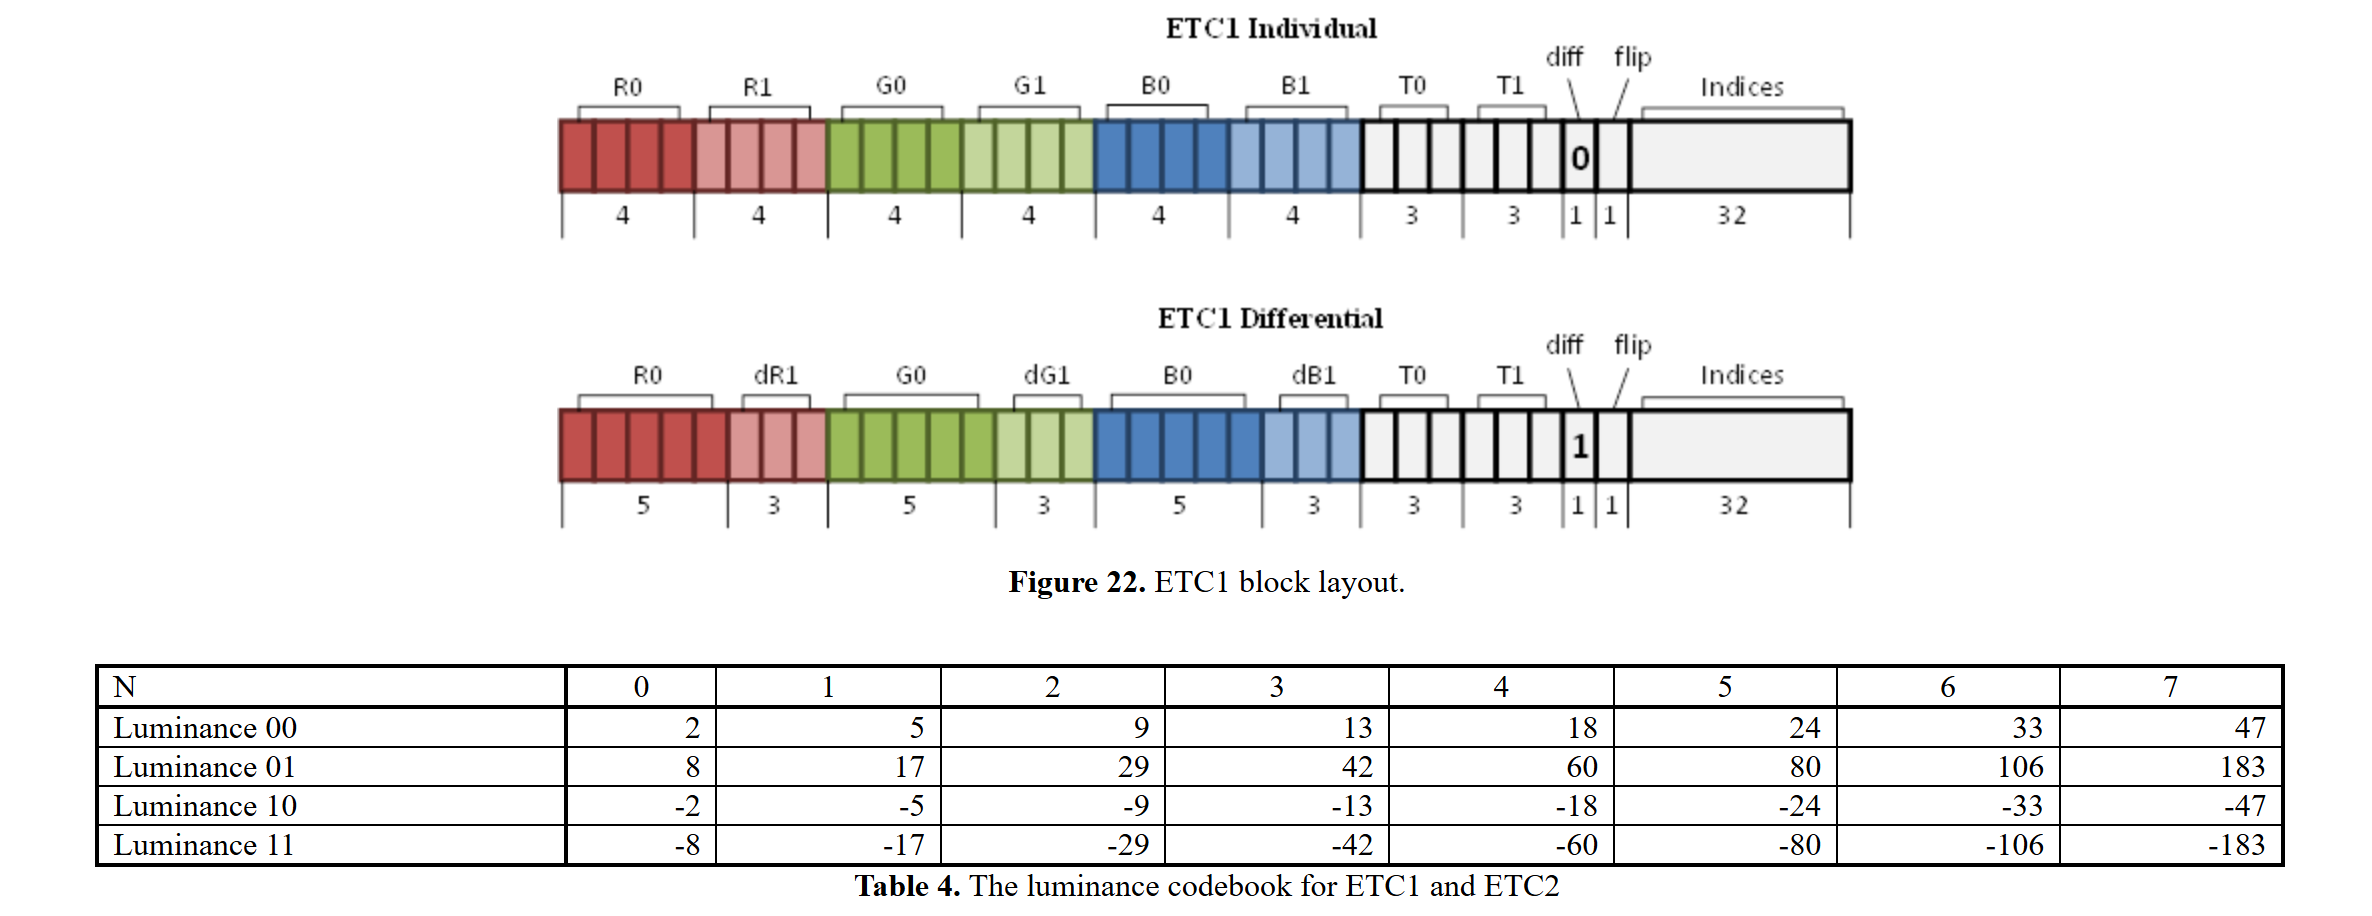 ETC1 Individual
diff flip
R0 R1 G0 G1 B0 B1 T0 T1 Indices
0
4 4 4 4 4 4 3 3 1 1 32
ETC1 Differential
diff flip
R0 dR1 G0 dG1 B0 dB1 T0 T1 Indices
1
5 3 5 3 5 3 3 3 1 1 32
Figure 22. ETC1 block layout.
N 0 1 2 3 4 5 6 7
Luminance 00 2 5 9 13 18 24 33 47
Luminance 01 8 17 29 42 60 80 106 183
Luminance 10 -2 -5 -9 -13 -18 -24 -33 -47
Luminance 11 -8 -17 -29 -42 -60 -80 -106 -183
Table 4. The luminance codebook for ETC1 and ETC2